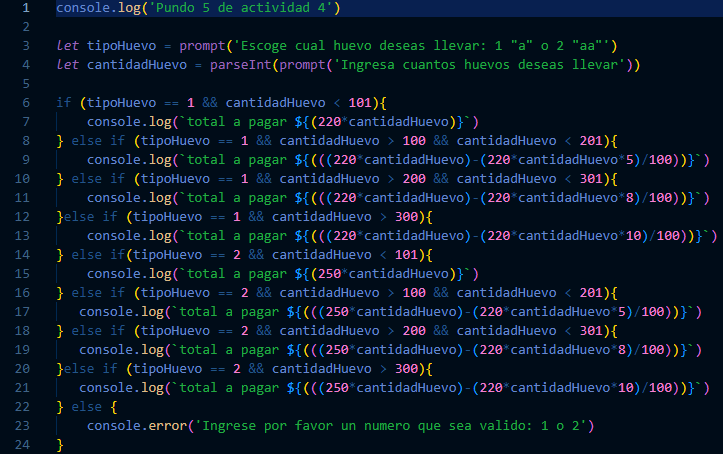 1 console.log('Pundo 5 de actividad 4')
2
3 let tipoHuevo = prompt('Escoge cual huevo deseas llevar: 1 "a" o 2 "aa"')
4 let cantidadHuevo = parseInt(prompt('Ingresa cuantos huevos deseas llevar'))
5
6 if (tipoHuevo == 1 && cantidadHuevo < 101){
7 console.log(`total a pagar ${(220*cantidadHuevo)}`)
8 } else if (tipoHuevo == 1 && cantidadHuevo > 100 && cantidadHuevo < 201){
9 console.log(`total a pagar ${(((220*cantidadHuevo)-(220*cantidadHuevo*5)/100))}`)
10 } else if (tipoHuevo == 1 && cantidadHuevo > 200 && cantidadHuevo < 301){
11 console.log(`total a pagar ${(((220*cantidadHuevo)-(220*cantidadHuevo*8)/100))}`)
12 }else if (tipoHuevo == 1 && cantidadHuevo > 300){
13 console.log(`total a pagar ${(((220*cantidadHuevo)-(220*cantidadHuevo*10)/100))}`)
14 } else if(tipoHuevo == 2 && cantidadHuevo < 101){
15 console.log(`total a pagar ${(250*cantidadHuevo)}`)
16 } else if (tipoHuevo == 2 && cantidadHuevo > 100 && cantidadHuevo < 201){
17 console.log(`total a pagar ${(((250*cantidadHuevo)-(220*cantidadHuevo*5)/100))}`)
18 } else if (tipoHuevo == 2 && cantidadHuevo > 200 && cantidadHuevo < 301){
19 console.log(`total a pagar ${(((250*cantidadHuevo)-(220*cantidadHuevo*8)/100))}`)
20 }else if (tipoHuevo == 2 && cantidadHuevo > 300){
21 console.log(`total a pagar ${(((250*cantidadHuevo)-(220*cantidadHuevo*10)/100))}`)
22 } else {
23 console.error('Ingrese por favor un numero que sea valido: 1 o 2')
24 }